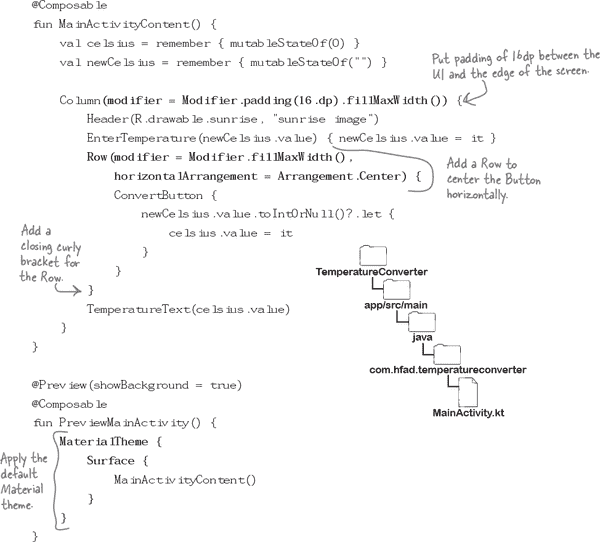 @Composable
fun MainActivityContent() {
val celsius = remember { mutableStateOf(0) }
val newCelsius = remember { mutableStateOf("") }
Put padding of 16dp between the
UI and the edge of the screen.
Column(modifier = Modifier.padding(16.dp).fillMaxWidth()) {
Header(R.drawable.sunrise, "sunrise image")
EnterTemperature(newCelsius.value) { newCelsius.value = it }
Row(modifier = Modifier.fillMaxWidth(),
horizontalArrangement = Arrangement.Center) {
Add a Row to
center the Button
horizontally.
ConvertButton {
newCelsius.value.toIntOrNull()?.let {
celsius.value = it
}
}
Add a
closing curly
bracket for
the Row.
}
TemperatureText(celsius.value)
}
}
TemperatureConverter
app/src/main
java
com.hfad.temperatureconverter
MainActivity.kt
@Preview(showBackground = true)
@Composable
fun PreviewMainActivity() {
MaterialTheme {
Surface {
MainActivityContent()
}
}
Apply the
default
Material
theme.
}